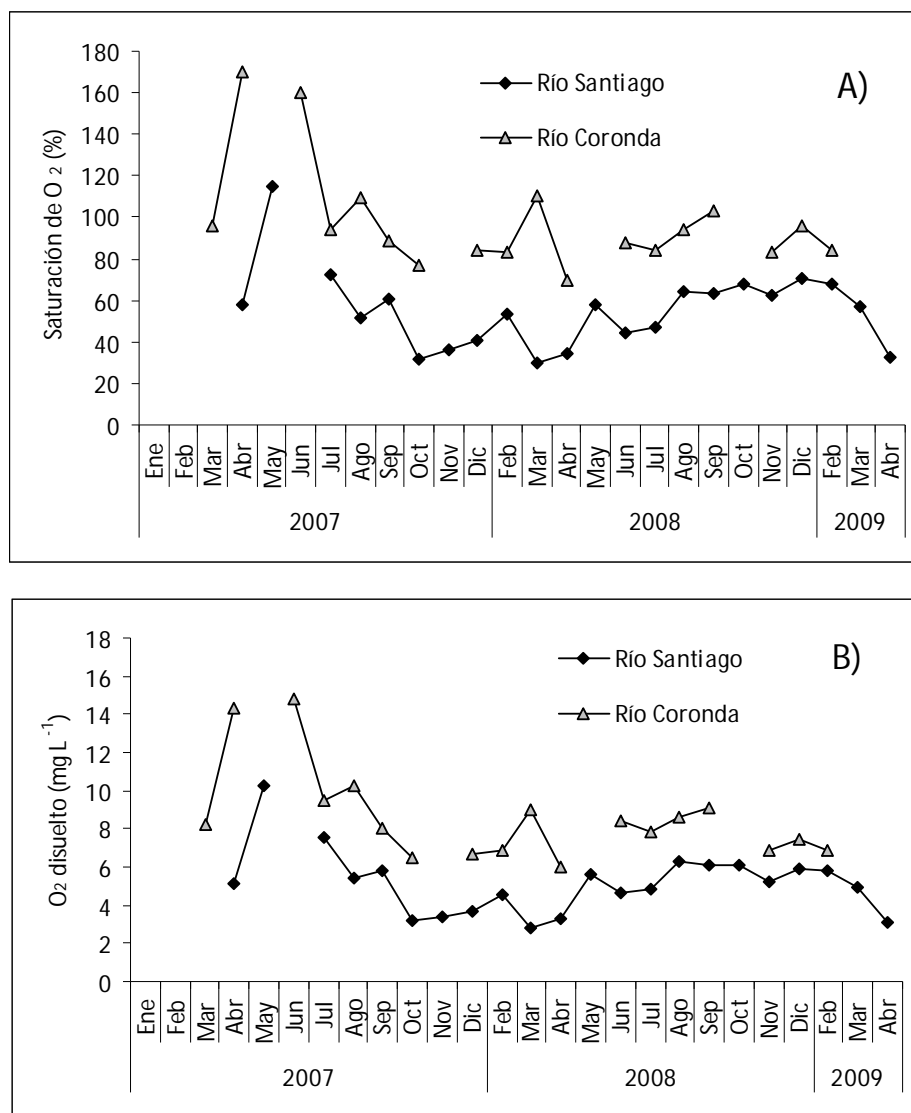 A)
Río Santiago
Río Coronda
Saturación de O 2 (%)
180
160
140
120
100
80
60
40
20
0
Ene Feb Mar Abr May Jun Jul Ago Sep Oct Nov Dic Feb Mar Abr May Jun Jul Ago Sep Oct Nov Dic Feb Mar Abr
2007 2008 2009
B)
Río Santiago
Río Coronda
O2 disuelto (mg L -1)
18
16
14
12
10
8
6
4
2
0
Ene Feb Mar Abr May Jun Jul Ago Sep Oct Nov Dic Feb Mar Abr May Jun Jul Ago Sep Oct Nov Dic Feb Mar Abr
2007 2008 2009